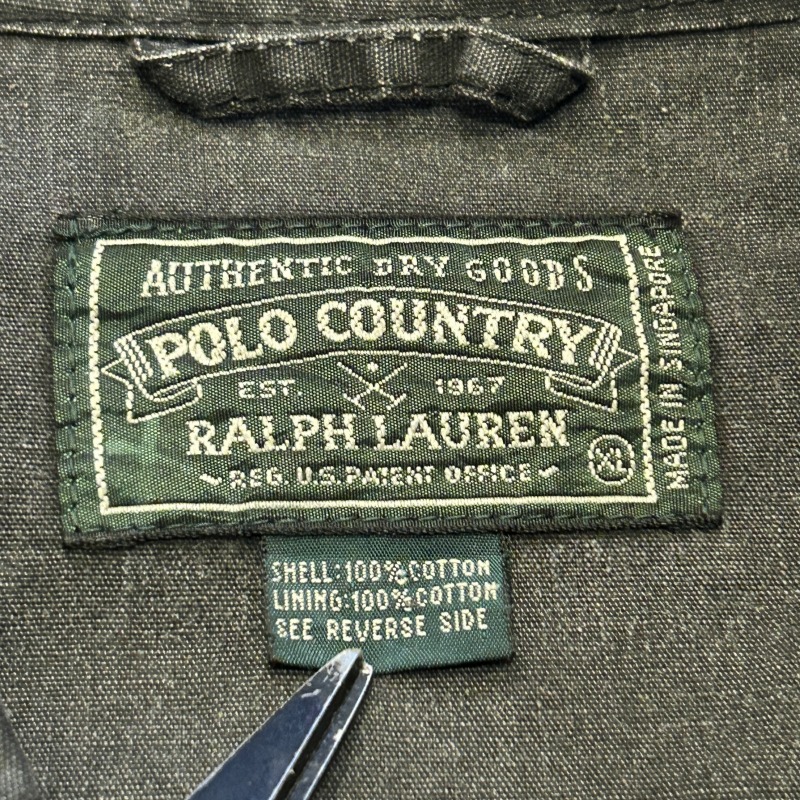 AUTHENTIC DRY GOODS
POLO COUNTRY
EST. 1967
RALPH LAUREN
REG. U.S. PATENT OFFICE
XL
MADE IN SINGAPORE
SHELL:100%COTTON
LINING:100%COTTON
SEE REVERSE SIDE